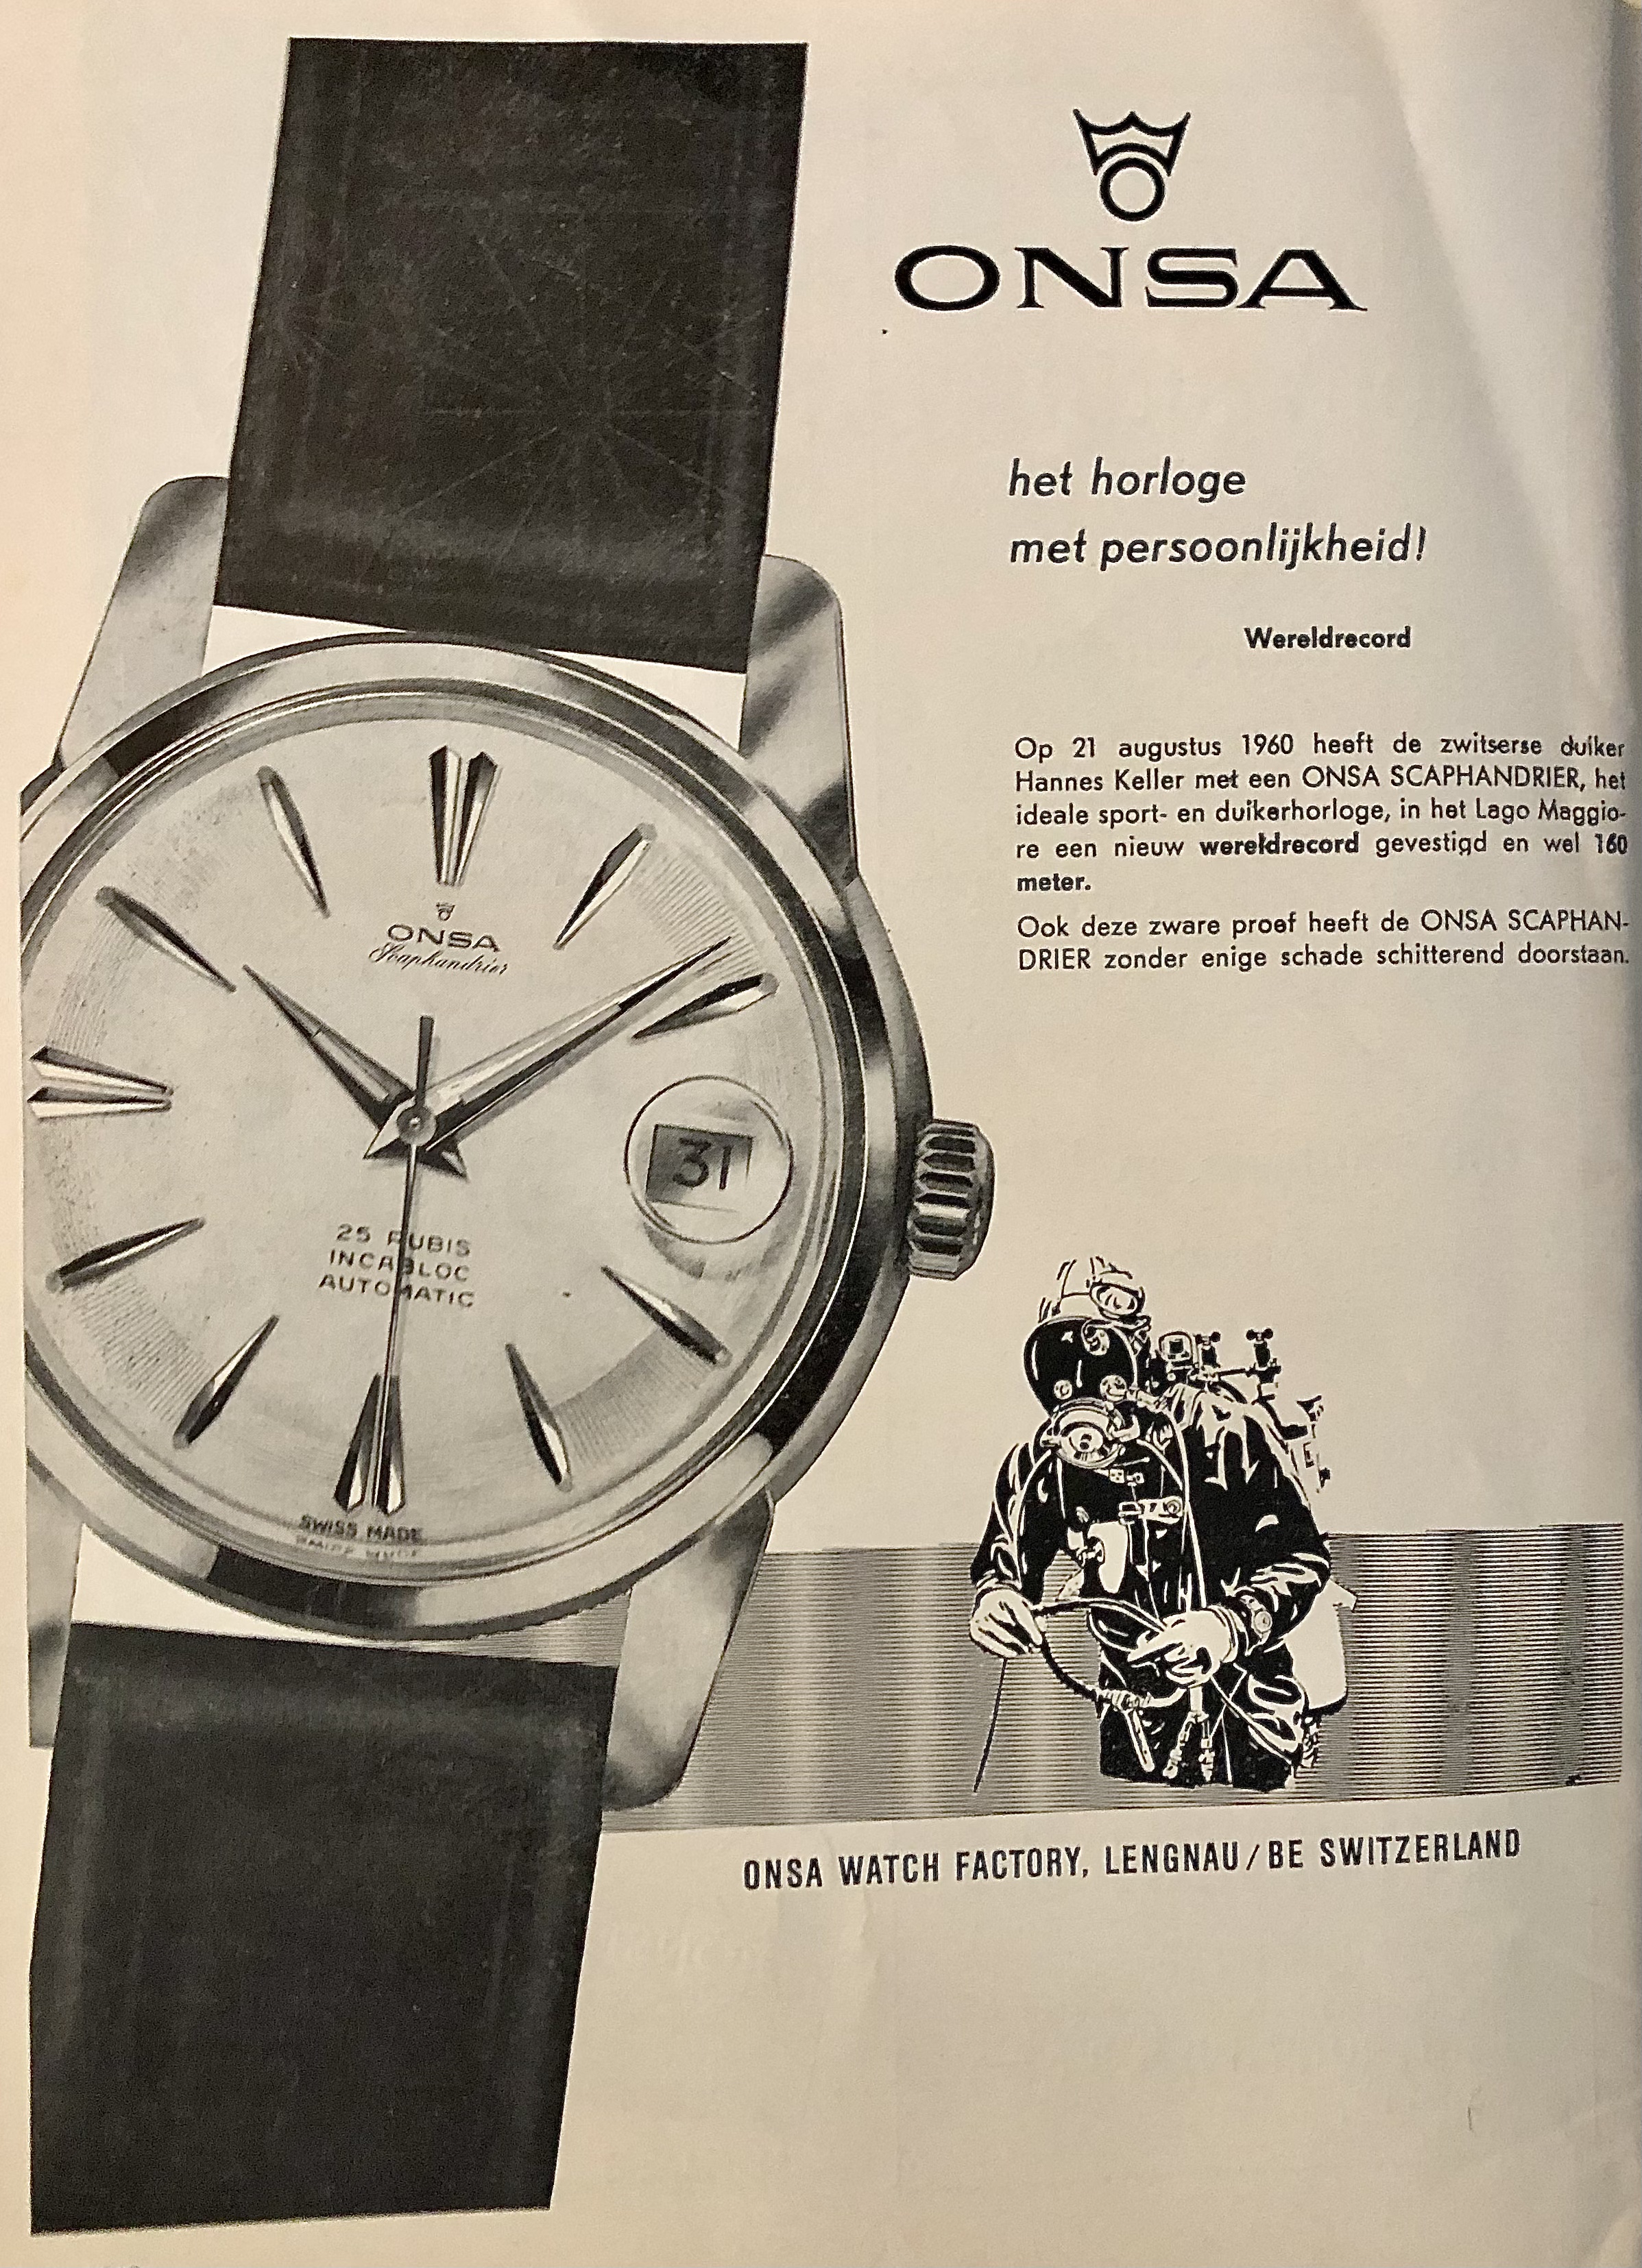 ONSA
het horloge
met persoonlijkheid!
Wereldrecord
Op 21 augustus 1960 heeft de zwitserse duiker
Hannes Keller met een ONSA SCAPHANDRIER, het
ideale sport- en duikerhorloge, in het Lago Maggio-
re een nieuw wereldrecord gevestigd en wel 160
meter.
Ook deze zware proef heeft de ONSA SCAPHAN-
DRIER zonder enige schade schitterend doorstaan.
ONSA
Scaphandrier
31
25 RUBIS
INCABLOC
AUTOMATIC
SWISS MADE
ONSA WATCH FACTORY, LENGNAU/BE SWITZERLAND